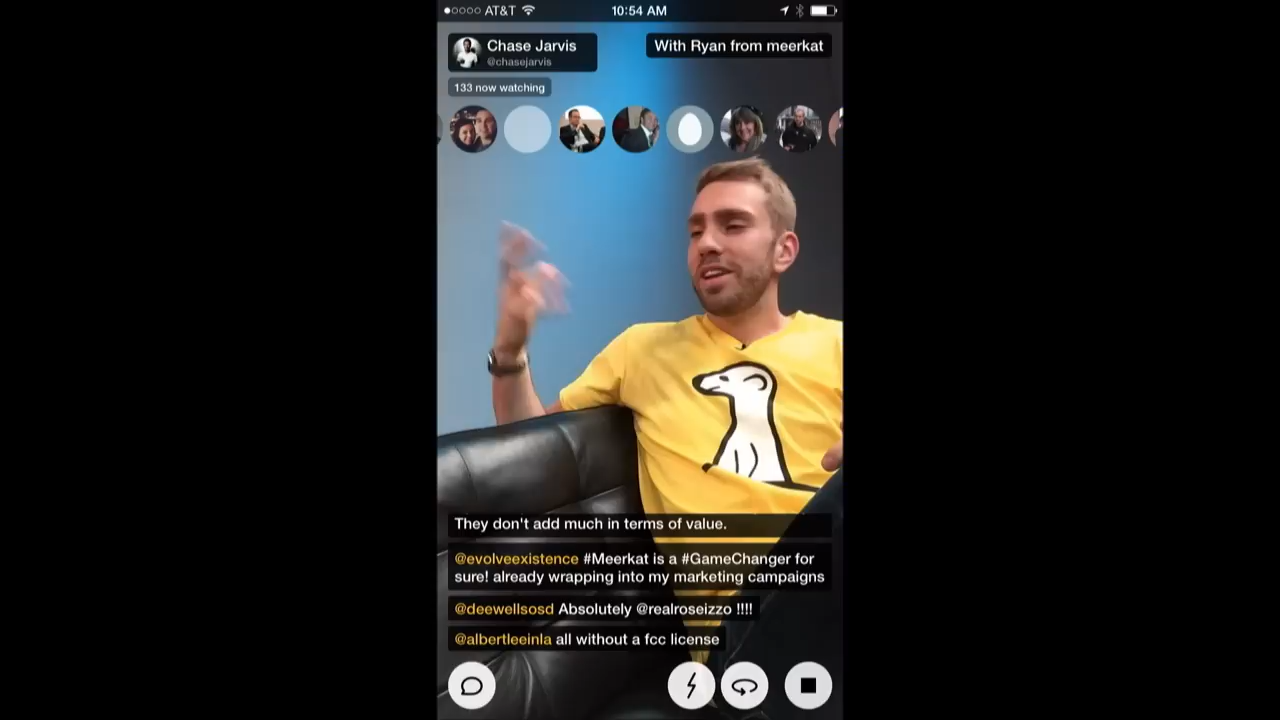 AT&T 10:54 AM
Chase Jarvis
@chasejarvis
With Ryan from meerkat
133 now watching
They don't add much in terms of value.
@evolveexistence #Meerkat is a #GameChanger for
sure! already wrapping into my marketing campaigns
@deewellsosd Absolutely @realroseizzo !!!!
@albertleeinla all without a fcc license